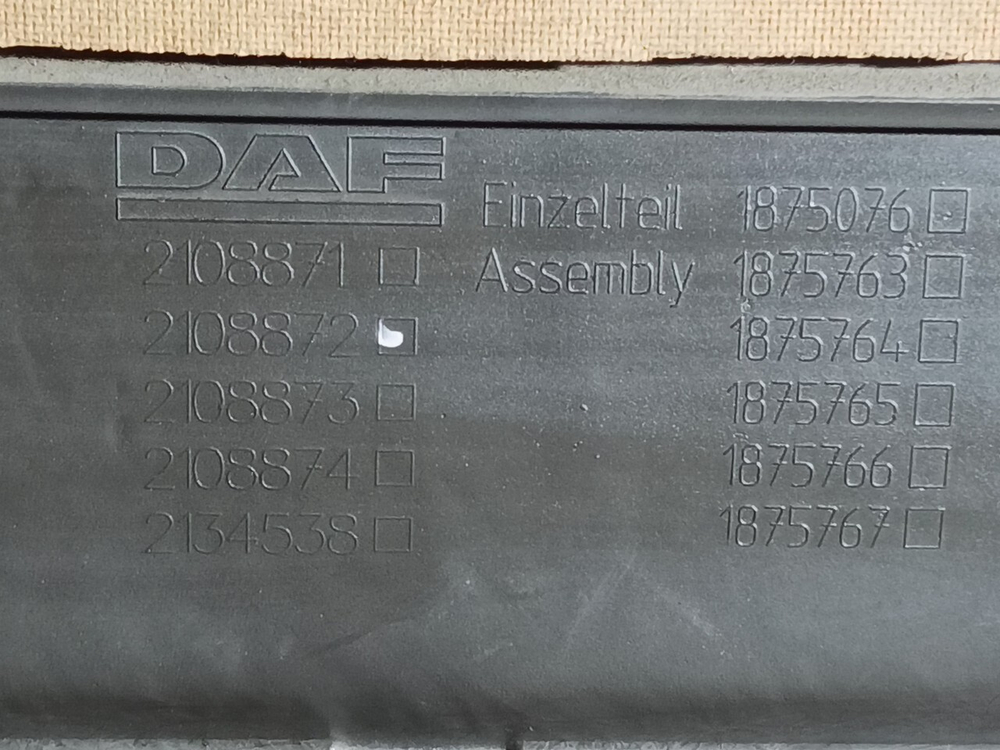 DAF
Einzelteil 1875076
2108871 Assembly 1875763
2108872 1875764
2108873 1875765
2108874 1875766
2134538 1875767